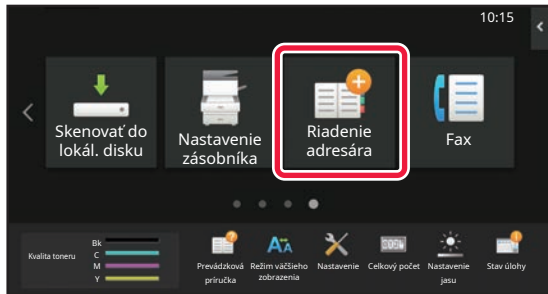 10:15
Skenovať do
lokál. disku
Nastavenie
zásobníka
Riadenie
adresára
Fax
Kvalita toneru
Bk
C
M
Y
Prevádzková
príručka
Režim väčšieho
zobrazenia
Nastavenie
Celkový počet
Nastavenie
jasu
Stav úlohy